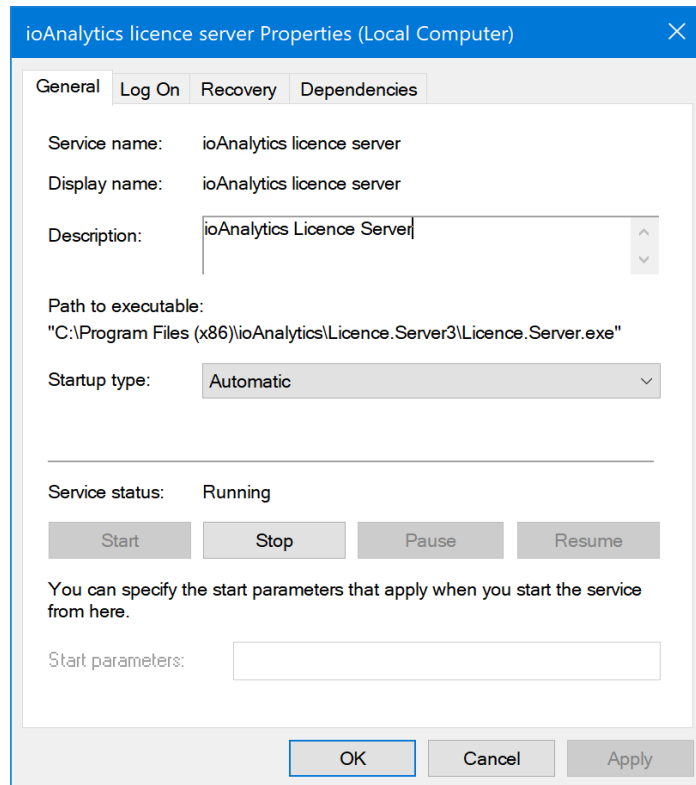 ioAnalytics licence server Properties (Local Computer)
General Log On Recovery Dependencies
Service name: ioAnalytics licence server
Display name: ioAnalytics licence server
Description: ioAnalytics Licence Server
Path to executable:
"C:\Program Files (x86)\ioAnalytics\Licence.Server3\Licence.Server.exe"
Startup type: Automatic
Service status: Running
Start Stop Pause Resume
You can specify the start parameters that apply when you start the service
from here.
Start parameters:
OK Cancel Apply